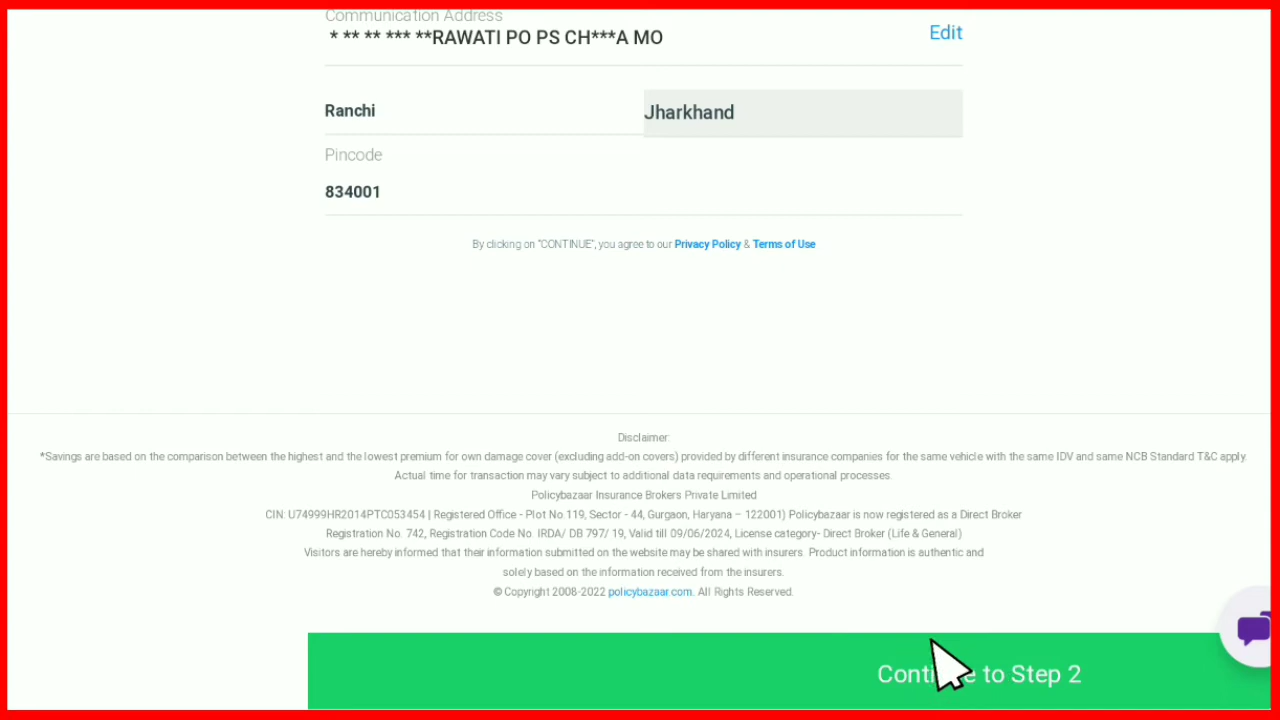 Communication Address
* ** ** *** **RAWATI PO PS CH***A MO
Edit
Ranchi
Jharkhand
Pincode
834001
By clicking on "CONTINUE", you agree to our Privacy Policy & Terms of Use
Disclaimer:
*Savings are based on the comparison between the highest and the lowest premium for own damage cover (excluding add-on covers) provided by different insurance companies for the same vehicle with the same IDV and same NCB Standard T&C apply.
Actual time for transaction may vary subject to additional data requirements and operational processes.
Policybazaar Insurance Brokers Private Limited
CIN: U74999HR2014PTC053454 | Registered Office - Plot No.119, Sector - 44, Gurgaon, Haryana – 122001) Policybazaar is now registered as a Direct Broker
Registration No. 742, Registration Code No. IRDA/ DB 797/ 19, Valid till 09/06/2024, License category- Direct Broker (Life & General)
Visitors are hereby informed that their information submitted on the website may be shared with insurers. Product information is authentic and
solely based on the information received from the insurers.
© Copyright 2008-2022 policybazaar.com. All Rights Reserved.
Continue to Step 2